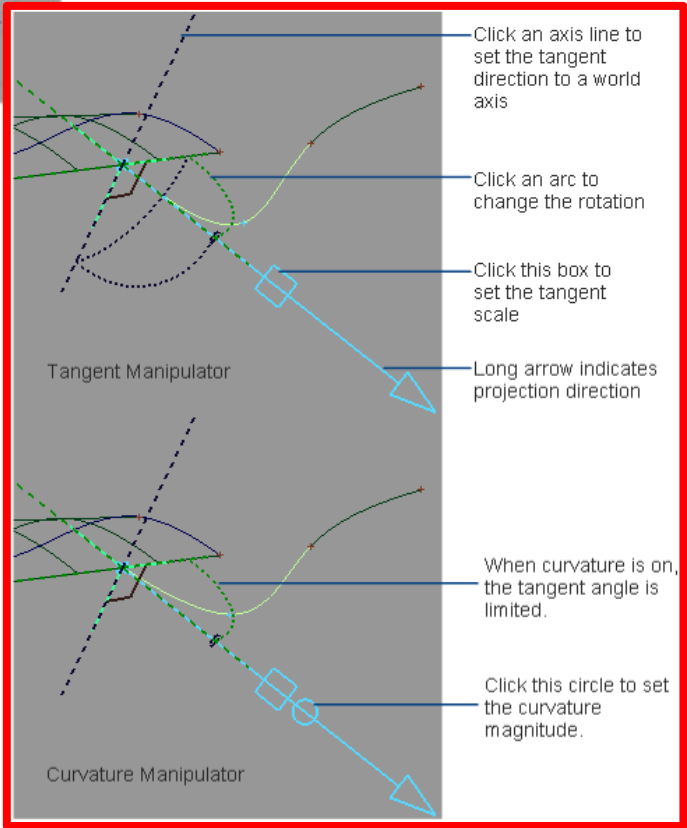 Click an axis line to
set the tangent
direction to a world
axis
Click an arc to
change the rotation
Click this box to
set the tangent
scale
Long arrow indicates
projection direction
Tangent Manipulator
When curvature is on,
the tangent angle is
limited.
Click this circle to set
the curvature
magnitude.
Curvature Manipulator